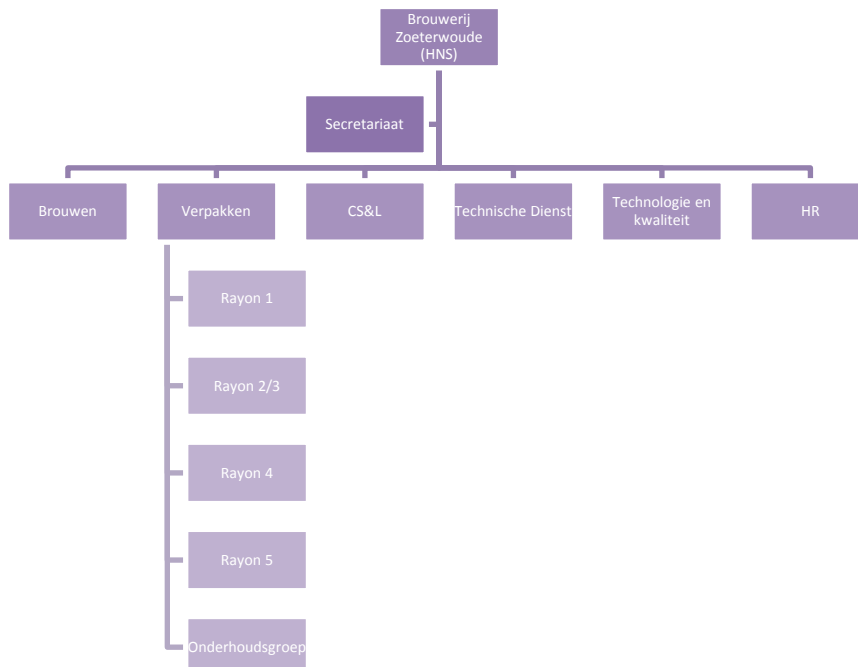 Brouwerij
Zoeterwoude
(HNS)
Secretariaat
Brouwen
Verpakken
CS&L
Technische Dienst
Technologie en
kwaliteit
HR
Rayon 1
Rayon 2/3
Rayon 4
Rayon 5
Onderhoudsgroep